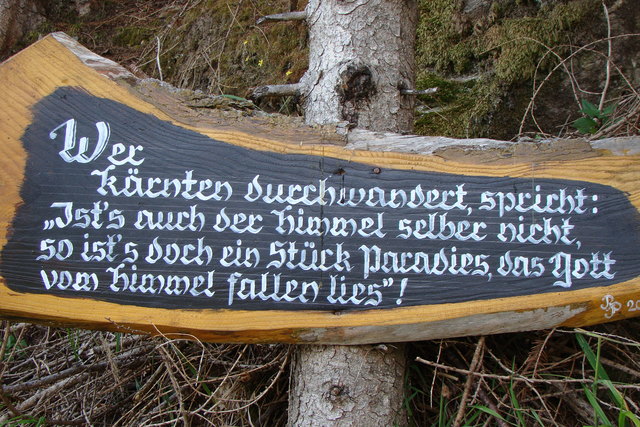 Wer
Kärnten durchwandert, spricht:
„Ist's auch der Himmel selber nicht,
so ist's doch ein Stück Paradies, das Gott
vom Himmel fallen lies"!